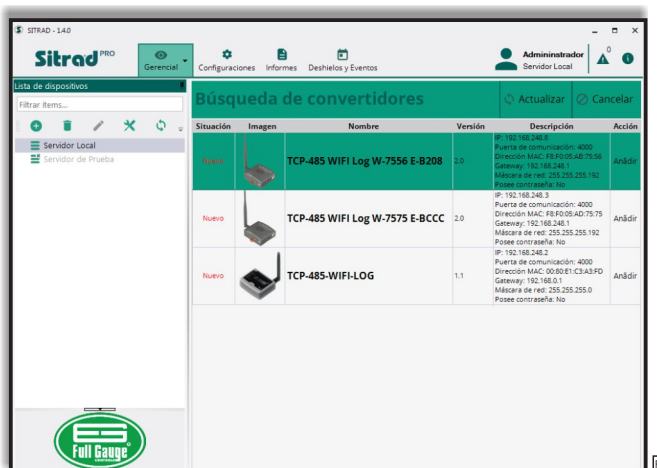 SITRAD - 1.4.0
Sitrad PRO
Gerencial
Configuraciones
Informes
Deshielos y Eventos
Admininstrador
Servidor Local
0
Lista de dispositivos
Filtrar ítems...
Servidor Local
Servidor de Prueba
Búsqueda de convertidores
Actualizar
Cancelar
Situación Imagen Nombre Versión Descripción Acción
Nuevo
TCP-485 WIFI Log W-7556 E-B208
2.0
IP: 192.168.248.6
Puerta de comunicación: 4000
Dirección MAC: F8:F0:05:AB:75:56
Gateway: 192.168.248.1
Máscara de red: 255.255.255.192
Posee contraseña: No
Anãdir
Nuevo
TCP-485 WIFI Log W-7575 E-BCCC
2.0
IP: 192.168.248.3
Puerta de comunicación: 4000
Dirección MAC: F8:F0:05:AD:75:75
Gateway: 192.168.248.1
Máscara de red: 255.255.255.192
Posee contraseña: No
Anãdir
Nuevo
TCP-485-WIFI-LOG
1.1
IP: 192.168.248.2
Puerta de comunicación: 4000
Dirección MAC: 00:80:E1:C3:A3:FD
Gateway: 192.168.0.1
Máscara de red: 255.255.255.0
Posee contraseña: No
Anãdir
Full Gauge